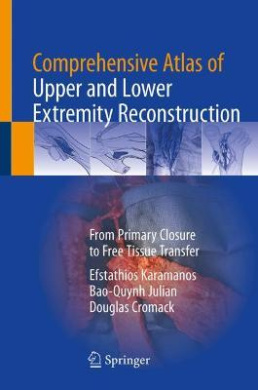 Comprehensive Atlas of
Upper and Lower
Extremity Reconstruction
From Primary Closure
to Free Tissue Transfer
Efstathios Karamanos
Bao-Quynh Julian
Douglas Cromack
Springer